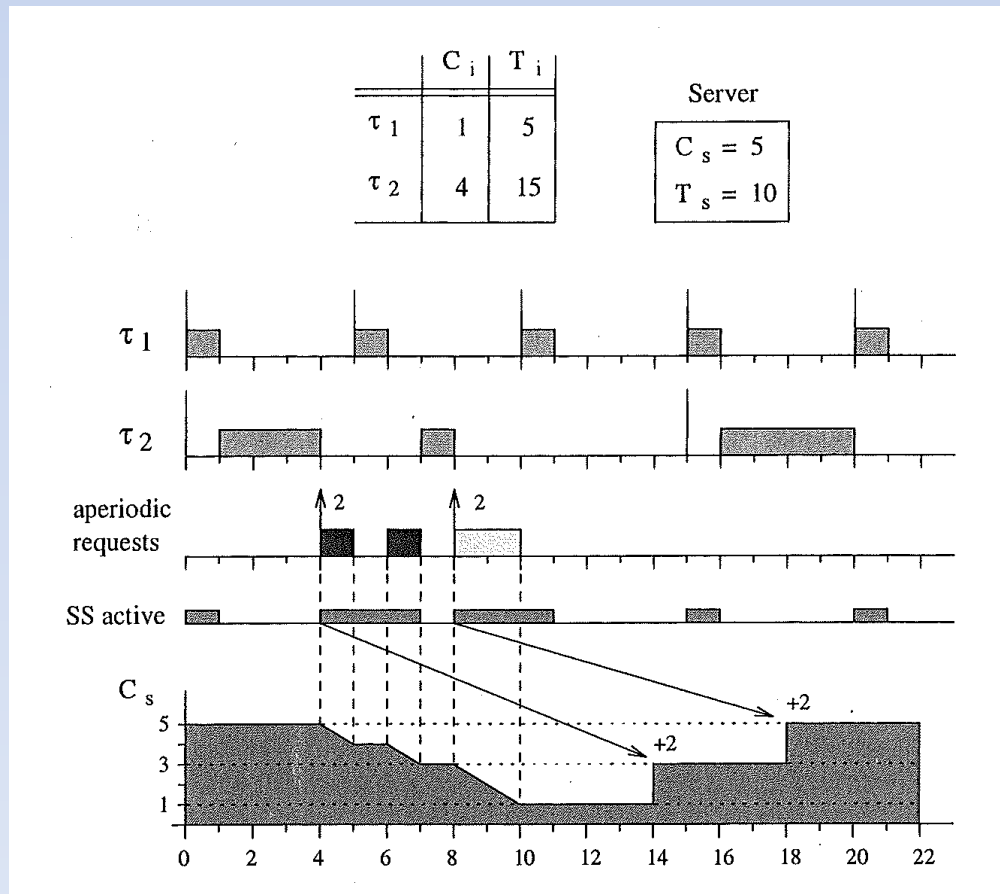 C i T i
τ 1 1 5
τ 2 4 15
Server
C s = 5
T s = 10
τ 1
τ 2
aperiodic
requests
2 2
SS active
C s
+2
+2
5
3
1
0 2 4 6 8 10 12 14 16 18 20 22